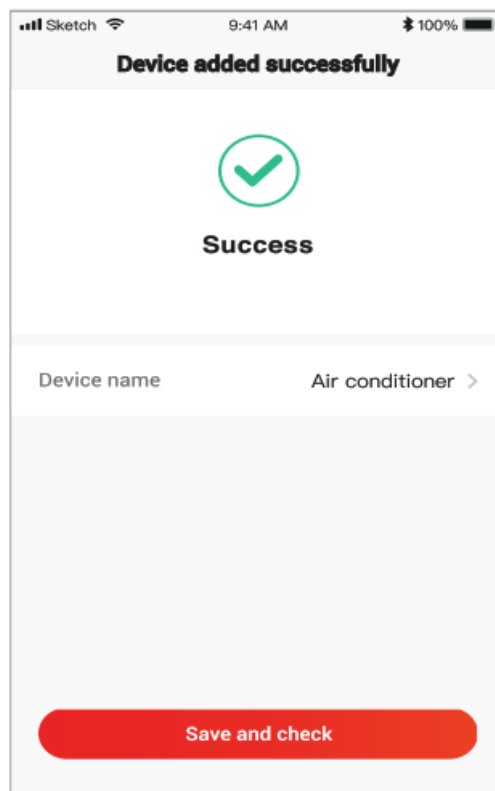 Sketch 9:41 AM 100%
Device added successfully
Success
Device name Air conditioner >
Save and check